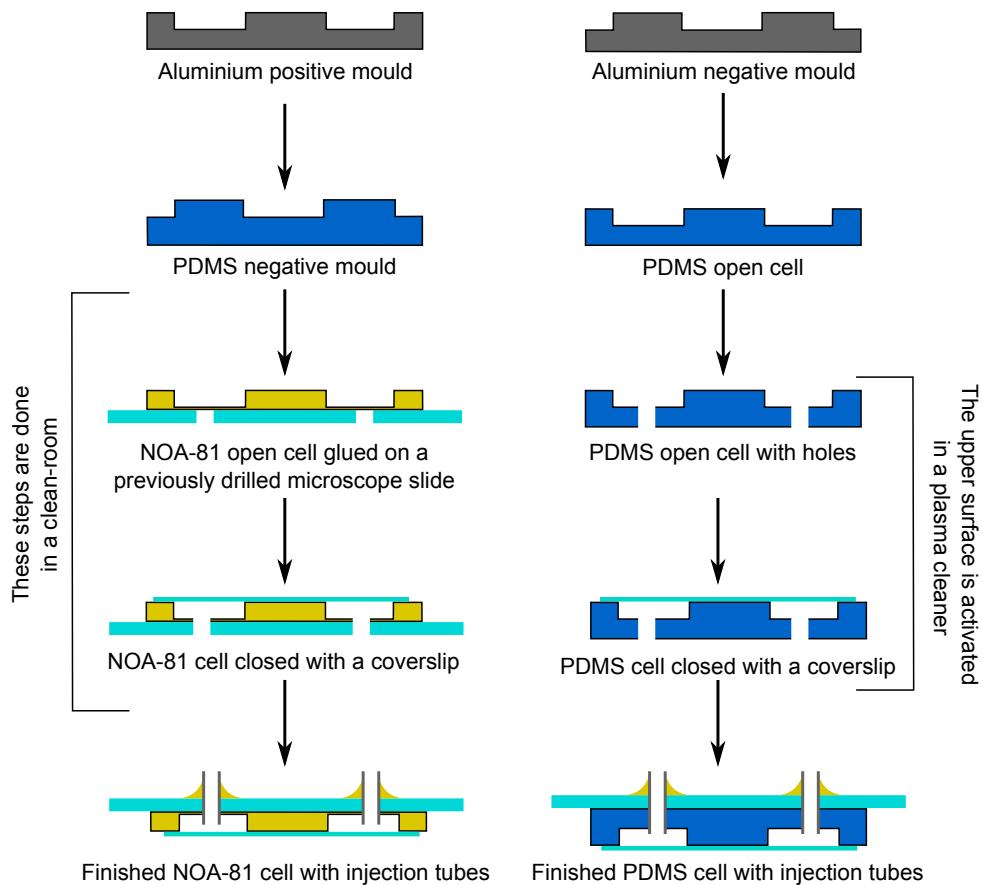 Aluminium positive mould
Aluminium negative mould
PDMS negative mould
PDMS open cell
These steps are done
in a clean-room
NOA-81 open cell glued on a
previously drilled microscope slide
PDMS open cell with holes
The upper surface is activated
in a plasma cleaner
NOA-81 cell closed with a coverslip
PDMS cell closed with a coverslip
Finished NOA-81 cell with injection tubes
Finished PDMS cell with injection tubes